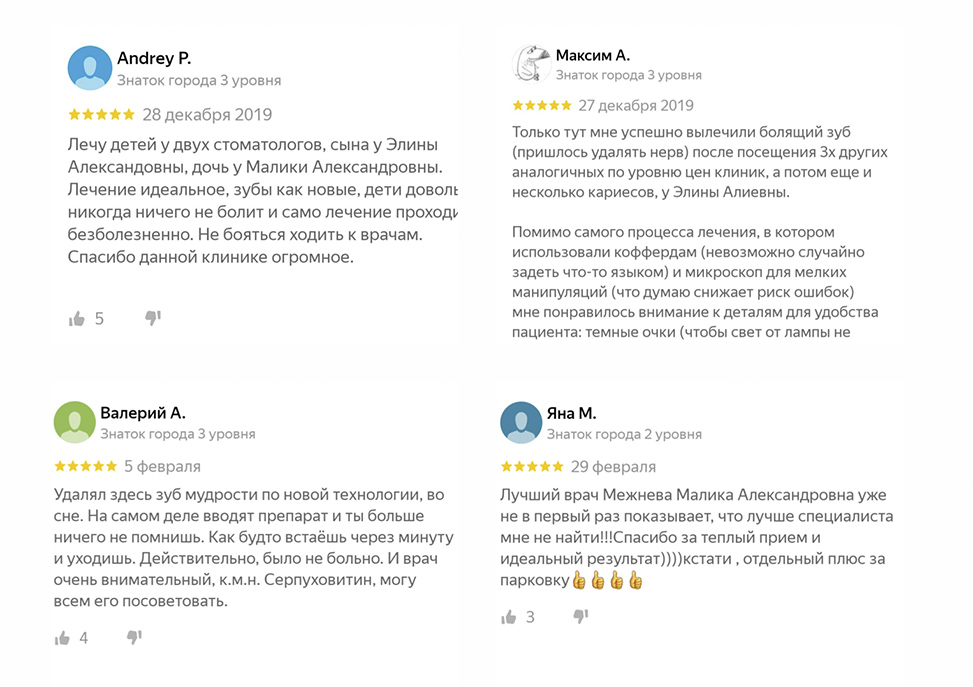 Andrey P.
Знаток города 3 уровня
28 декабря 2019
Лечу детей у двух стоматологов, сына у Элины
Александовны, дочь у Малики Александровны.
Лечение идеальное, зубы как новые, дети доволь
никогда ничего не болит и само лечение проходи
безболезненно. Не бояться ходить к врачам.
Спасибо данной клинике огромное.
5
Максим А.
Знаток города 3 уровня
27 декабря 2019
Только тут мне успешно вылечили болящий зуб
(пришлось удалять нерв) после посещения 3х других
аналогичных по уровню цен клиник, а потом еще и
несколько кариесов, у Элины Алиевны.
Помимо самого процесса лечения, в котором
использовали коффердам (невозможно случайно
задеть что-то языком) и микроскоп для мелких
манипуляций (что думаю снижает риск ошибок)
мне понравилось внимание к деталям для удобства
пациента: темные очки (чтобы свет от лампы не
Валерий А.
Знаток города 3 уровня
5 февраля
Удалял здесь зуб мудрости по новой технологии, во
сне. На самом деле вводят препарат и ты больше
ничего не помнишь. Как будто встаёшь через минуту
и уходишь. Действительно, было не больно. И врач
очень внимательный, к.м.н. Серпуховитин, могу
всем его посоветовать.
4
Яна М.
Знаток города 2 уровня
29 февраля
Лучший врач Межнева Малика Александровна уже
не в первый раз показывает, что лучше специалиста
мне не найти!!!Спасибо за теплый прием и
идеальный результат))))кстати , отдельный плюс за
парковку👍👍👍👍
3